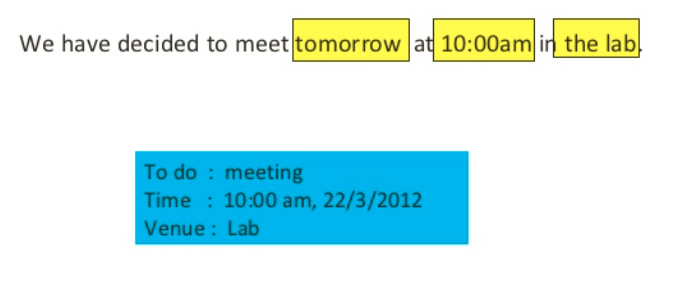 We have decided to meet tomorrow at 10:00am in the lab.
To do : meeting
Time : 10:00 am, 22/3/2012
Venue : Lab